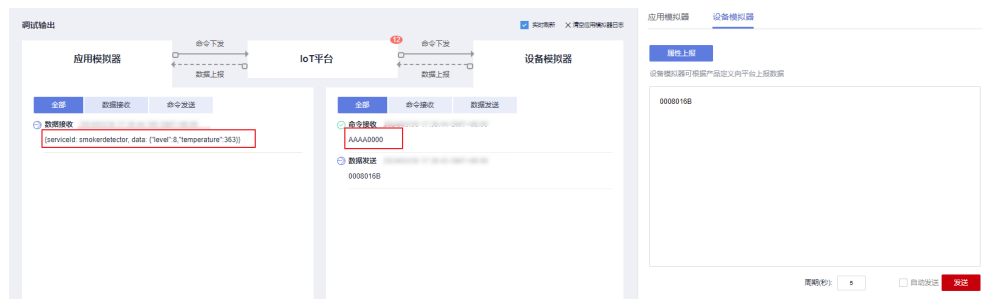 调试输出
实时刷新
清空应用模拟器日志
应用模拟器
命令下发
数据上报
IoT平台
12
命令下发
数据上报
设备模拟器
全部
数据接收
命令发送
数据接收
{serviceId: smokerdetector, data: {"level":8,"temperature":363}}
全部
命令接收
数据发送
命令接收
AAAA0000
数据发送
0008016B
应用模拟器
设备模拟器
属性上报
设备模拟器可根据产品定义向平台上报数据
0008016B
周期(秒):
5
自动发送
发送